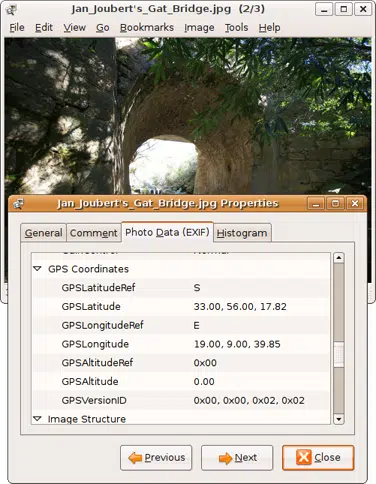 Jan_Joubert's_Gat_Bridge.jpg (2/3)
File Edit View Go Bookmarks Image Tools Help
Jan_Joubert's_Gat_Bridge.jpg Properties
General Comment Photo Data (EXIF) Histogram
GPS Coordinates
GPSLatitudeRef S
GPSLatitude 33.00, 56.00, 17.82
GPSLongitudeRef E
GPSLongitude 19.00, 9.00, 39.85
GPSAltitudeRef 0x00
GPSAltitude 0.00
GPSVersionID 0x00, 0x00, 0x02, 0x02
Image Structure
Previous Next Close